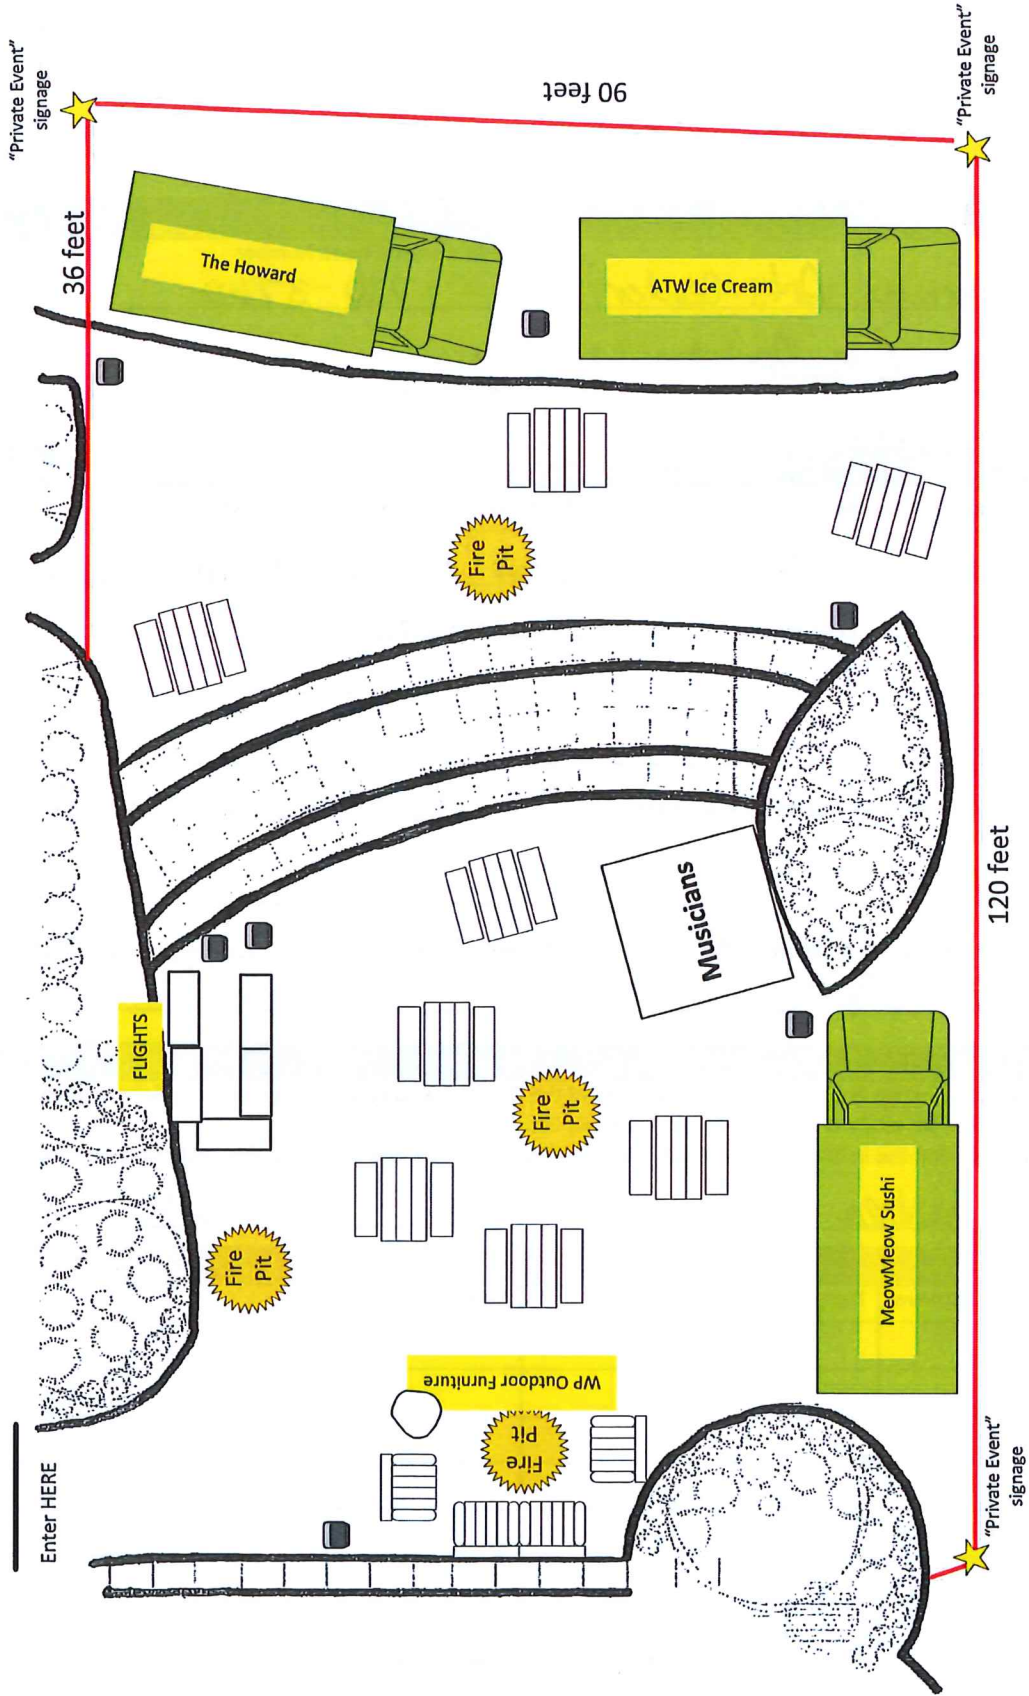 "Private Event"
signage
36 feet
90 feet
"Private Event"
signage
The Howard
ATW Ice Cream
Fire
Pit
Musicians
120 feet
FLIGHTS
Fire
Pit
Fire
Pit
MeowMeow Sushi
WP Outdoor Furniture
Fire
Pit
Enter HERE
"Private Event"
signage